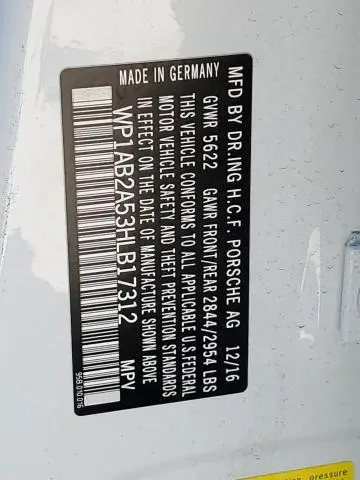 MADE IN GERMANY
MFD BY DR.ING H.C.F. PORSCHE AG 12/16
GVWR 5622 GAWR FRONT/REAR 2844/2954 LBS
THIS VEHICLE CONFORMS TO ALL APPLICABLE U.S.FEDERAL
MOTOR VEHICLE SAFETY AND THEFT PREVENTION STANDARDS
IN EFFECT ON THE DATE OF MANUFACTURE SHOWN ABOVE
WP1AB2A53HLB17312 MPV
958.010.016
pressure